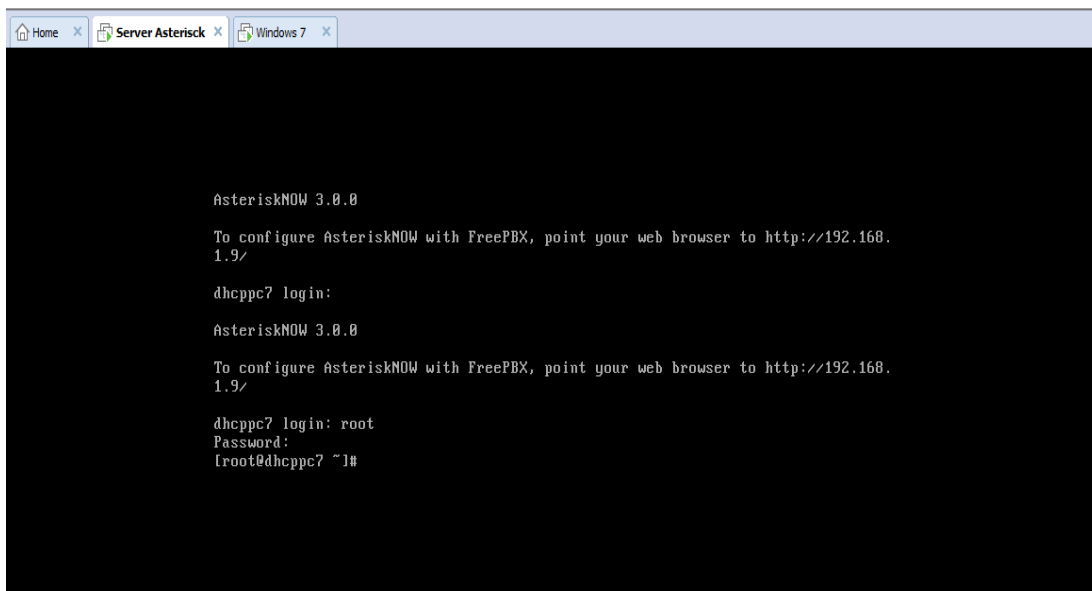 Home
Server Asterisck
Windows 7
AsteriskNOW 3.0.0
To configure AsteriskNOW with FreePBX, point your web browser to http://192.168.
1.9/
dhcppc7 login:
AsteriskNOW 3.0.0
To configure AsteriskNOW with FreePBX, point your web browser to http://192.168.
1.9/
dhcppc7 login: root
Password:
[root@dhcppc7 ~]#